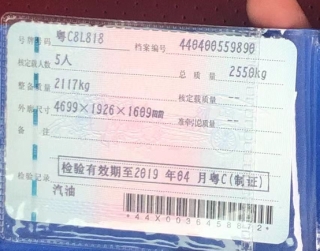 号牌号码 粤C8L818 档案编号 440400559890
核定载人数 5人 总质量 2550kg
整备质量 2117kg 核定载质量 --
外廓尺寸 4699×1926×1609mm 准牵引总质量 --
备注
检验有效期至2019 年04 月粤C(制证)
检验记录
汽油